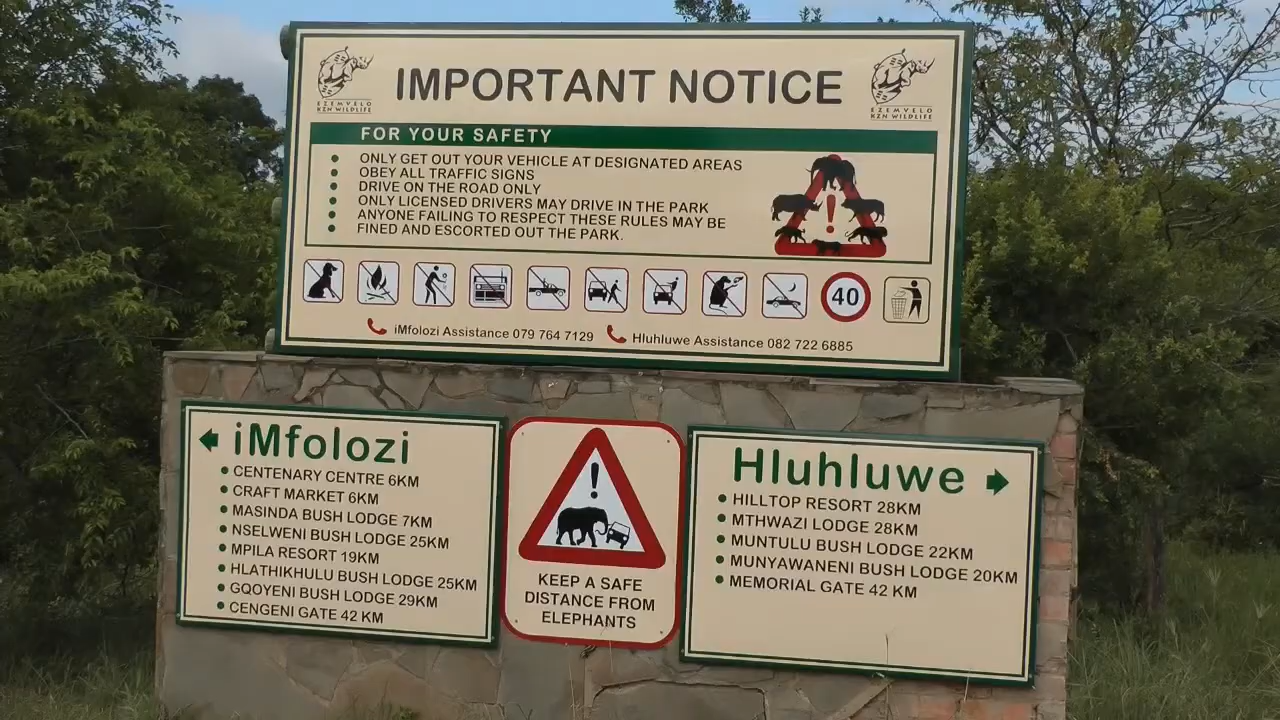 EZEMVELO
KZN WILDLIFE
IMPORTANT NOTICE
EZEMVELO
KZN WILDLIFE
FOR YOUR SAFETY
ONLY GET OUT YOUR VEHICLE AT DESIGNATED AREAS
OBEY ALL TRAFFIC SIGNS
DRIVE ON THE ROAD ONLY
ONLY LICENSED DRIVERS MAY DRIVE IN THE PARK
ANYONE FAILING TO RESPECT THESE RULES MAY BE
FINED AND ESCORTED OUT THE PARK.
!
40
iMfolozi Assistance 079 764 7129
Hluhluwe Assistance 082 722 6885
iMfolozi
CENTENARY CENTRE 6KM
CRAFT MARKET 6KM
MASINDA BUSH LODGE 7KM
NSELWENI BUSH LODGE 25KM
MPILA RESORT 19KM
HLATHIKHULU BUSH LODGE 25KM
GQOYENI BUSH LODGE 29KM
CENGENI GATE 42 KM
!
KEEP A SAFE
DISTANCE FROM
ELEPHANTS
Hluhluwe
HILLTOP RESORT 28KM
MTHWAZI LODGE 28KM
MUNTULU BUSH LODGE 22KM
MUNYAWANENI BUSH LODGE 20KM
MEMORIAL GATE 42 KM